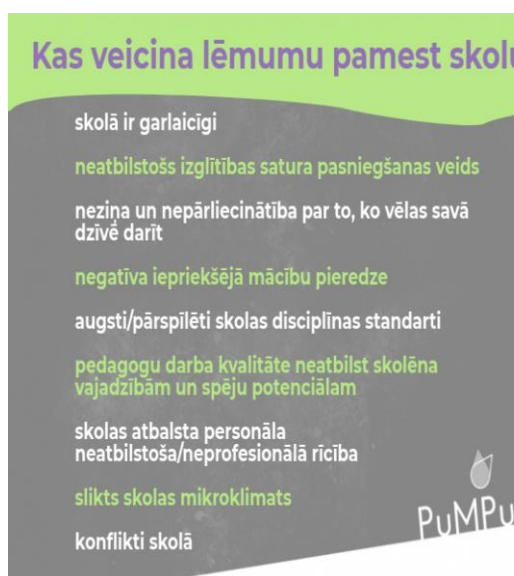 Kas veicina lēmumu pamest skolu
skolā ir garlaicīgi
neatbilstošs izglītības satura pasniegšanas veids
neziņa un nepārliecinātība par to, ko vēlas savā
dzīvē darīt
negatīva iepriekšējā mācību pieredze
augsti/pārspīlēti skolas disciplīnas standarti
pedagogu darba kvalitāte neatbilst skolēna
vajadzībām un spēju potenciālam
skolas atbalsta personāla
neatbilstoša/neprofesionālā rīcība
slikts skolas mikroklimats
konflikti skolā
PuMPu